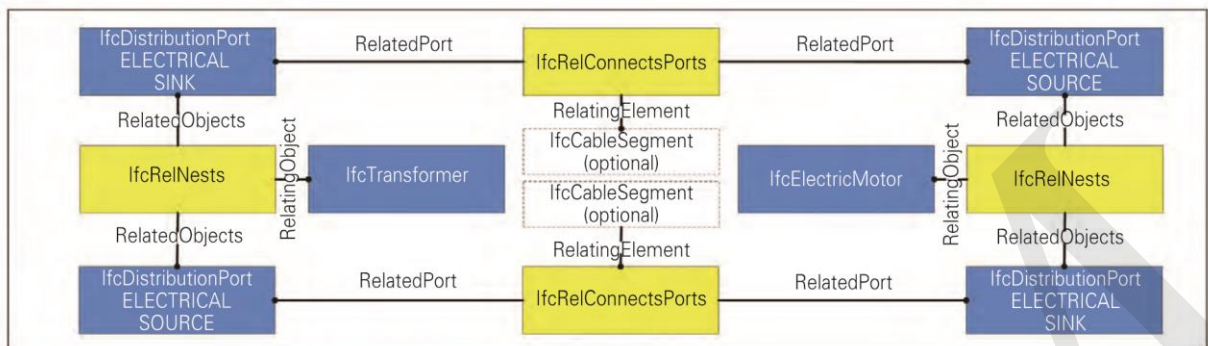 IfcDistributionPort
ELECTRICAL
SINK
RelatedPort
IfcRelConnectsPorts
RelatedPort
IfcDistributionPort
ELECTRICAL
SOURCE
RelatedObjects
RelatingElement
RelatedObjects
IfcRelNests
RelatingObject
IfcTransformer
IfcCableSegment
(optional)
IfcCableSegment
(optional)
IfcElectricMotor
RelatingObject
IfcRelNests
RelatedObjects
RelatingElement
RelatedObjects
IfcDistributionPort
ELECTRICAL
SOURCE
RelatedPort
IfcRelConnectsPorts
RelatedPort
IfcDistributionPort
ELECTRICAL
SINK